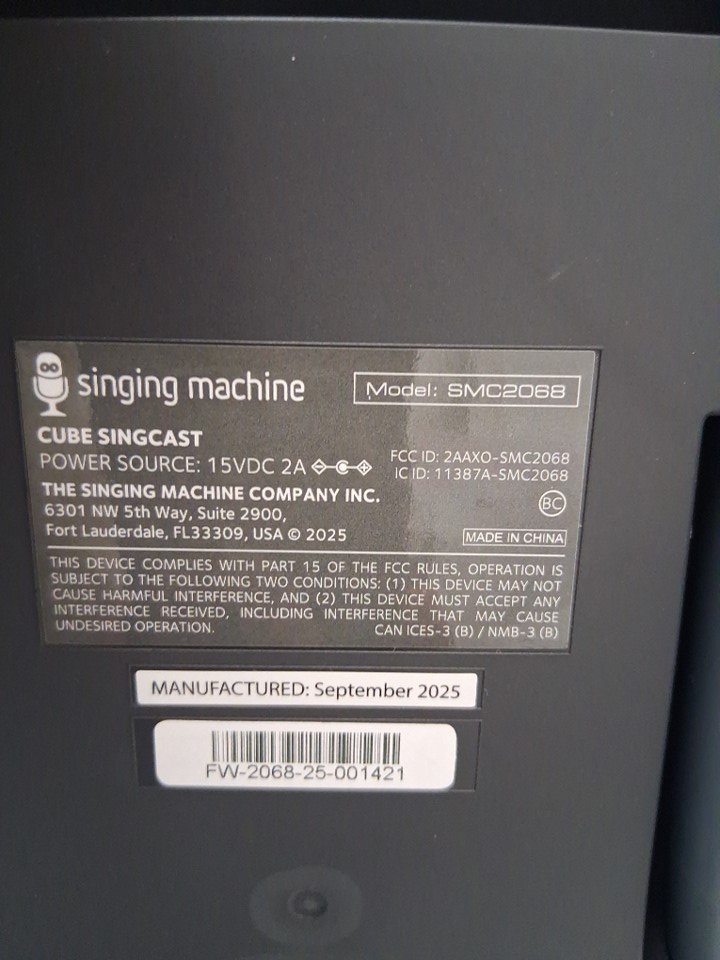 singing machine
Model: SMC2068
CUBE SINGCAST
POWER SOURCE: 15VDC 2A
FCC ID: 2AAXO-SMC2068
IC ID: 11387A-SMC2068
THE SINGING MACHINE COMPANY INC.
6301 NW 5th Way, Suite 2900,
Fort Lauderdale, FL33309, USA © 2025
BC
MADE IN CHINA
THIS DEVICE COMPLIES WITH PART 15 OF THE FCC RULES, OPERATION IS
SUBJECT TO THE FOLLOWING TWO CONDITIONS: (1) THIS DEVICE MAY NOT
CAUSE HARMFUL INTERFERENCE, AND (2) THIS DEVICE MUST ACCEPT ANY
INTERFERENCE RECEIVED, INCLUDING INTERFERENCE THAT MAY CAUSE
UNDESIRED OPERATION.
CAN ICES-3 (B) / NMB-3 (B)
MANUFACTURED: September 2025
FW-2068-25-001421